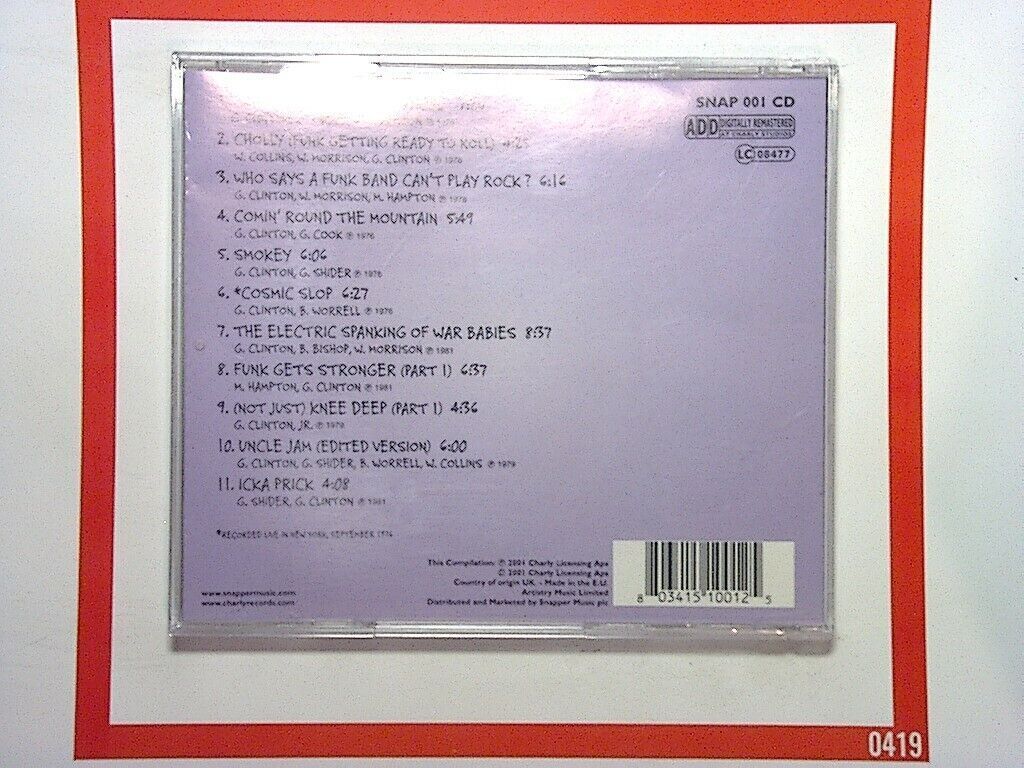 SNAP 001 CD
ADD DIGITALLY REMASTERED
AT CHARLY STUDIOS
LC 08477
2. CHOLLY (FUNK GETTING READY TO ROLL) 4:25
W. COLLINS, W. MORRISON, G. CLINTON ℗ 1978
3. WHO SAYS A FUNK BAND CAN'T PLAY ROCK? 6:16
G. CLINTON, W. MORRISON, M. HAMPTON ℗ 1978
4. COMIN' ROUND THE MOUNTAIN 5:49
G. CLINTON, G. COOK ℗ 1976
5. SMOKEY 6:06
G. CLINTON, G. SHIDER ℗ 1976
6. *COSMIC SLOP 6:27
G. CLINTON, B. WORRELL ℗ 1976
7. THE ELECTRIC SPANKING OF WAR BABIES 8:37
G. CLINTON, B. BISHOP, W. MORRISON ℗ 1981
8. FUNK GETS STRONGER (PART 1) 6:37
M. HAMPTON, G. CLINTON ℗ 1981
9. (NOT JUST) KNEE DEEP (PART 1) 4:36
G. CLINTON, JR. ℗ 1979
10. UNCLE JAM (EDITED VERSION) 6:00
G. CLINTON, G. SHIDER, B. WORRELL, W. COLLINS ℗ 1979
11. ICKA PRICK 4:08
G. SHIDER, G. CLINTON ℗ 1981
*RECORDED LIVE IN NEW YORK, SEPTEMBER 1976
This Compilation: ℗ 2001 Charly Licensing Aps
© 2001 Charly Licensing Aps
Country of origin UK. - Made in the E.U.
Artistry Music Limited
Distributed and Marketed by Snapper Music plc
www.snappermusic.com
www.charlyrecords.com
8 03415 10012 5
0419